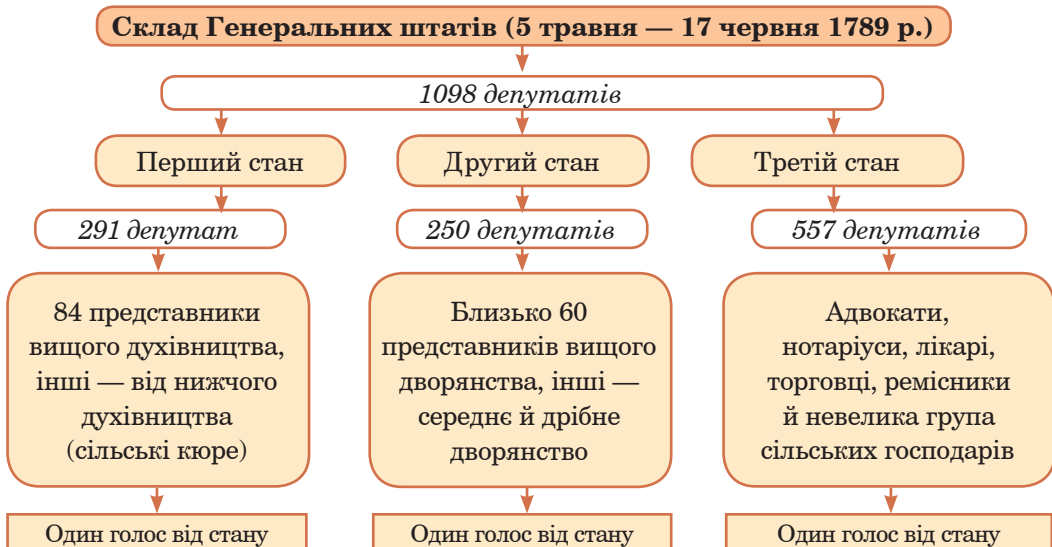 Склад Генеральних штатів (5 травня — 17 червня 1789 р.)
1098 депутатів
Перший стан
Другий стан
Третій стан
291 депутат
250 депутатів
557 депутатів
84 представники
вищого духівництва,
інші — від нижчого
духівництва
(сільські кюре)
Близько 60
представників вищого
дворянства, інші —
середнє й дрібне
дворянство
Адвокати,
нотаріуси, лікарі,
торговці, ремісники
й невелика група
сільських господарів
Один голос від стану
Один голос від стану
Один голос від стану